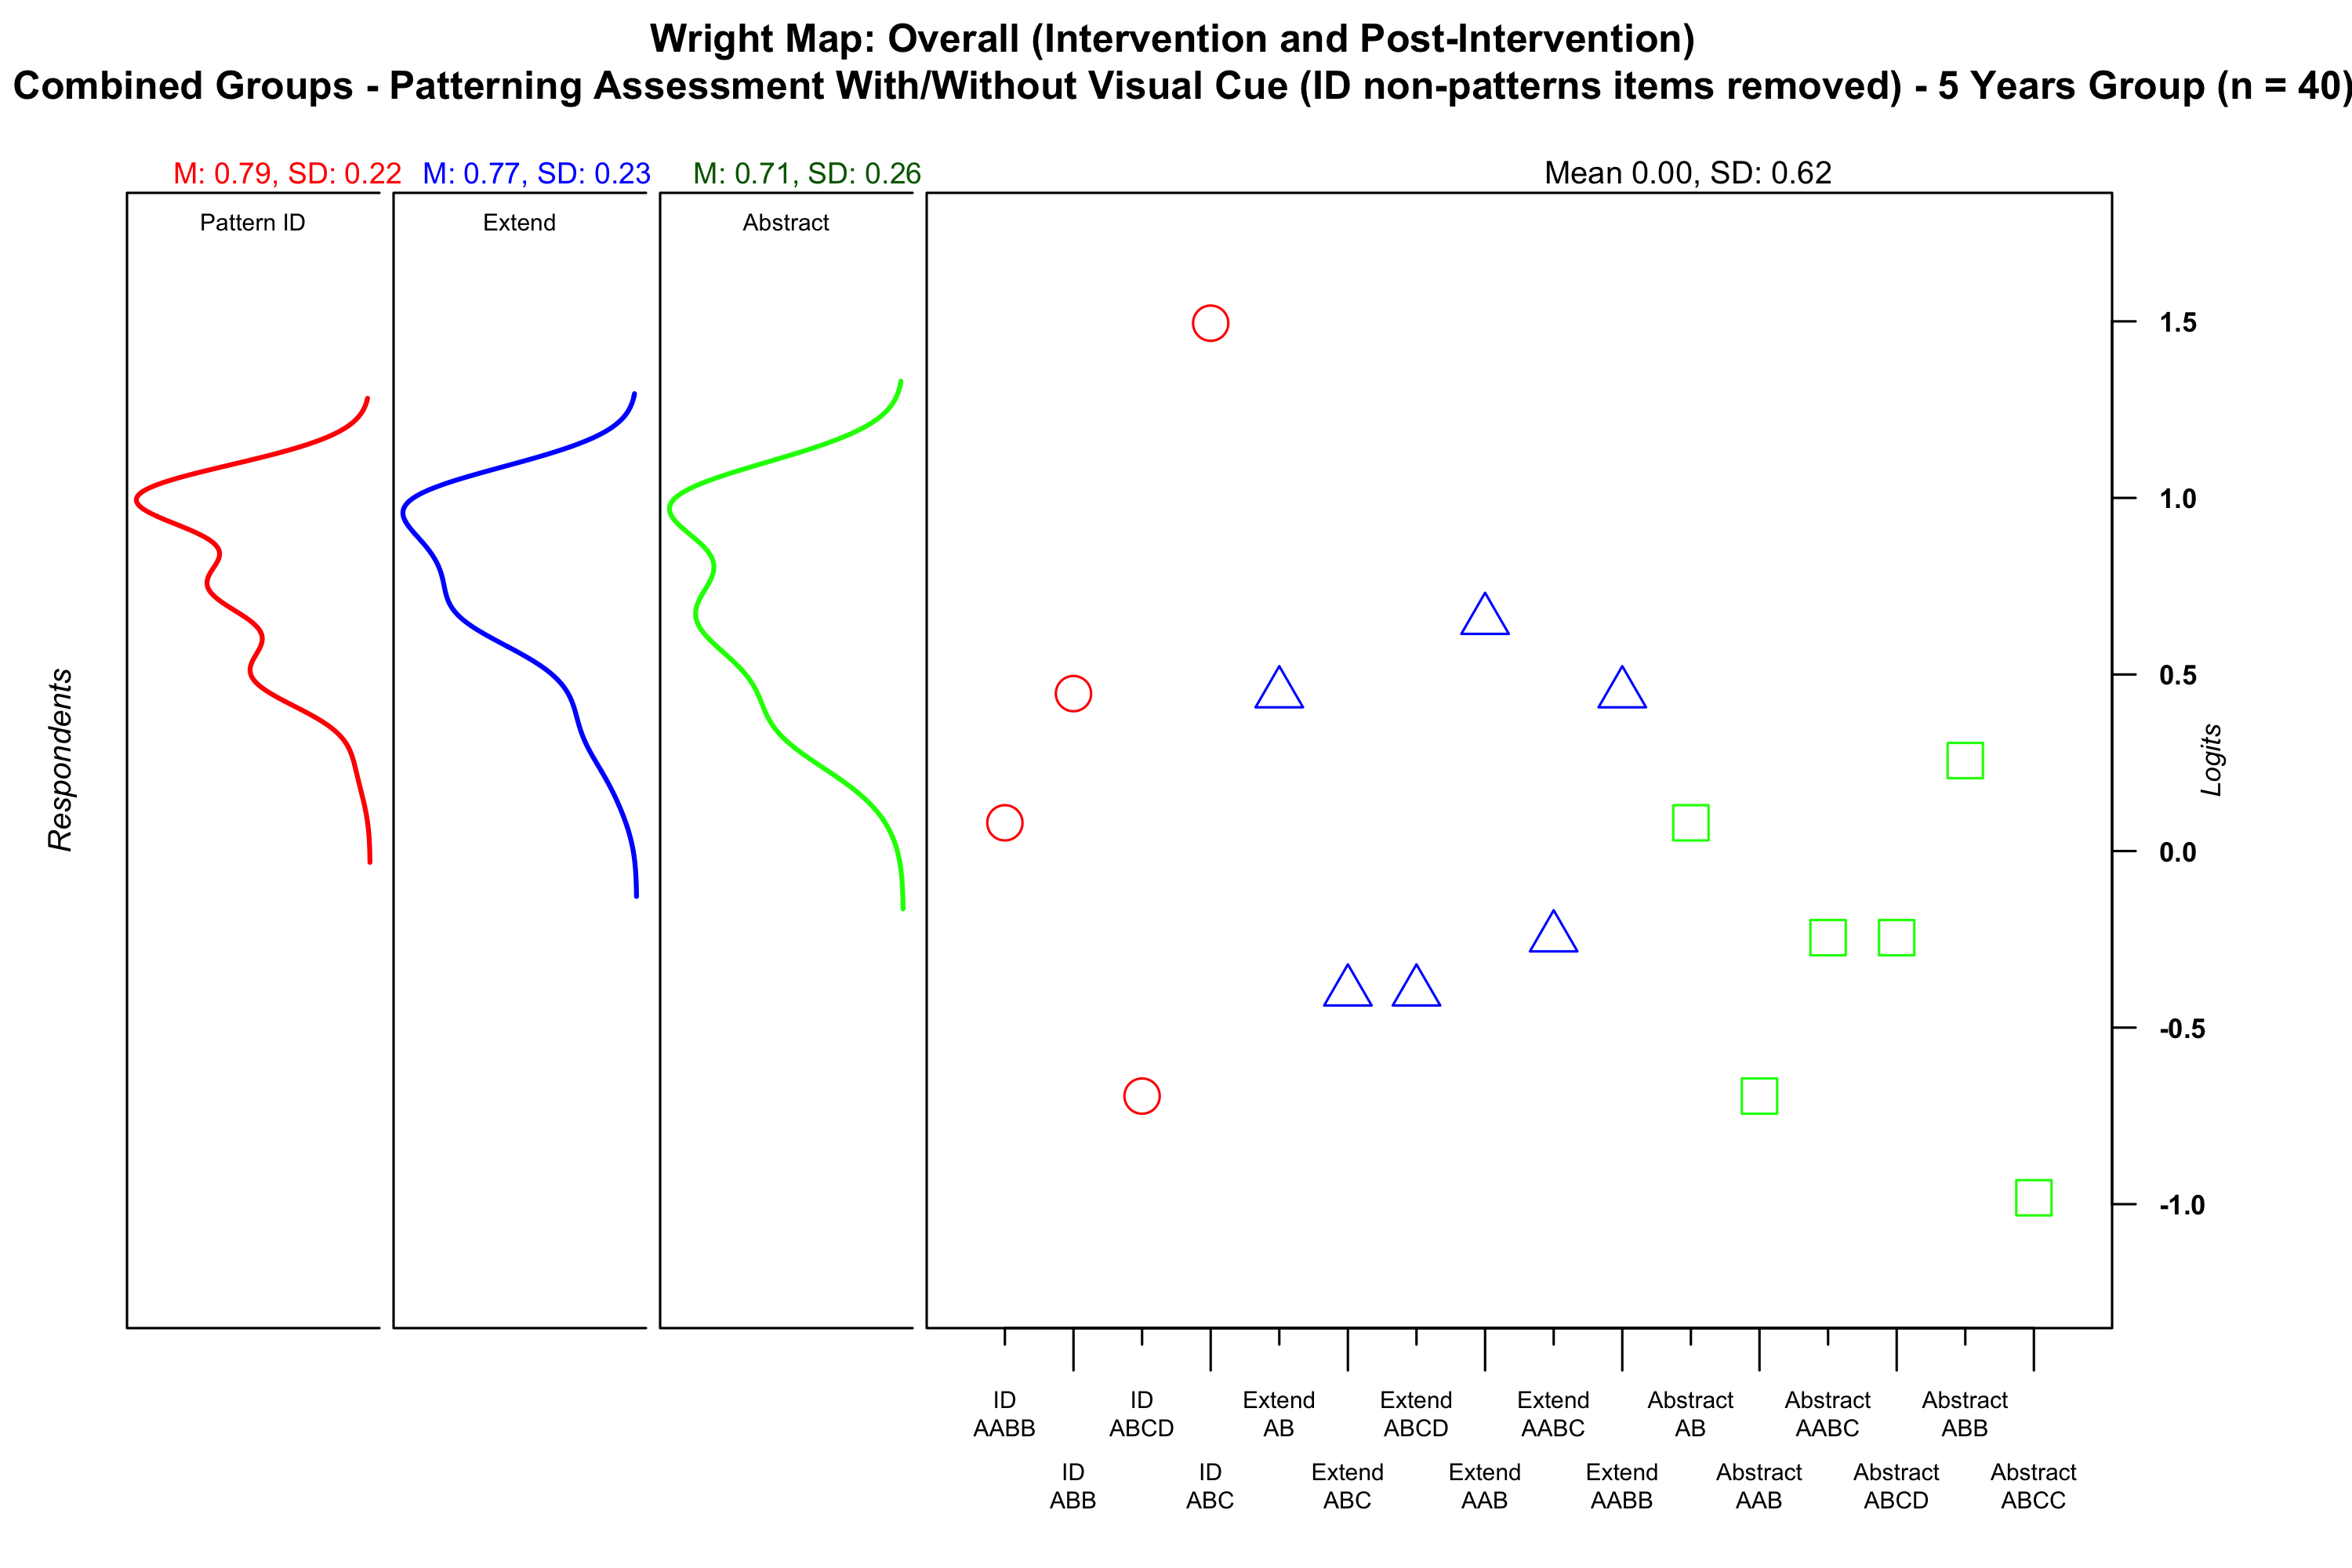 Wright Map: Overall (Intervention and Post-Intervention)
Combined Groups - Patterning Assessment With/Without Visual Cue (ID non-patterns items removed) - 5 Years Group (n = 40)
M: 0.79, SD: 0.22
M: 0.77, SD: 0.23
M: 0.71, SD: 0.26
Mean 0.00, SD: 0.62
Pattern ID
Extend
Abstract
Respondents
1.5
1.0
0.5
0.0
-0.5
-1.0
Logits
ID
AABB
ID
ABB
ID
ABCD
ID
ABC
Extend
AB
Extend
ABC
Extend
ABCD
Extend
AAB
Extend
AABC
Extend
AABB
Abstract
AB
Abstract
AAB
Abstract
AABC
Abstract
ABCD
Abstract
ABB
Abstract
ABCC